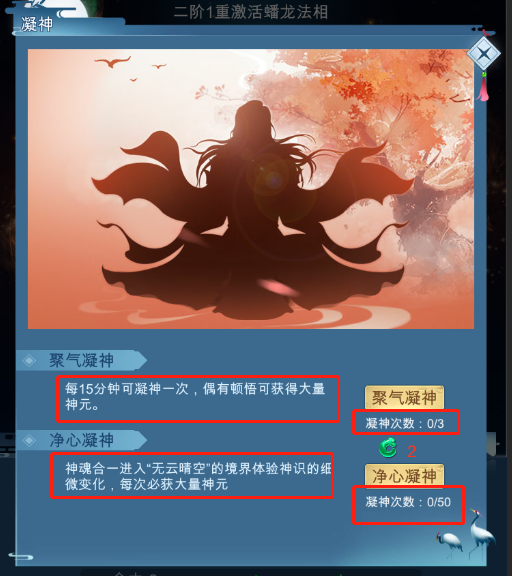 二阶1重激活蟠龙法相
凝神
聚气凝神
每15分钟可凝神一次，偶有顿悟可获得大量
神元。
聚气凝神
凝神次数：0/3
2
净心凝神
神魂合一进入“无云晴空”的境界体验神识的细
微变化，每次必获大量神元
净心凝神
凝神次数：0/50